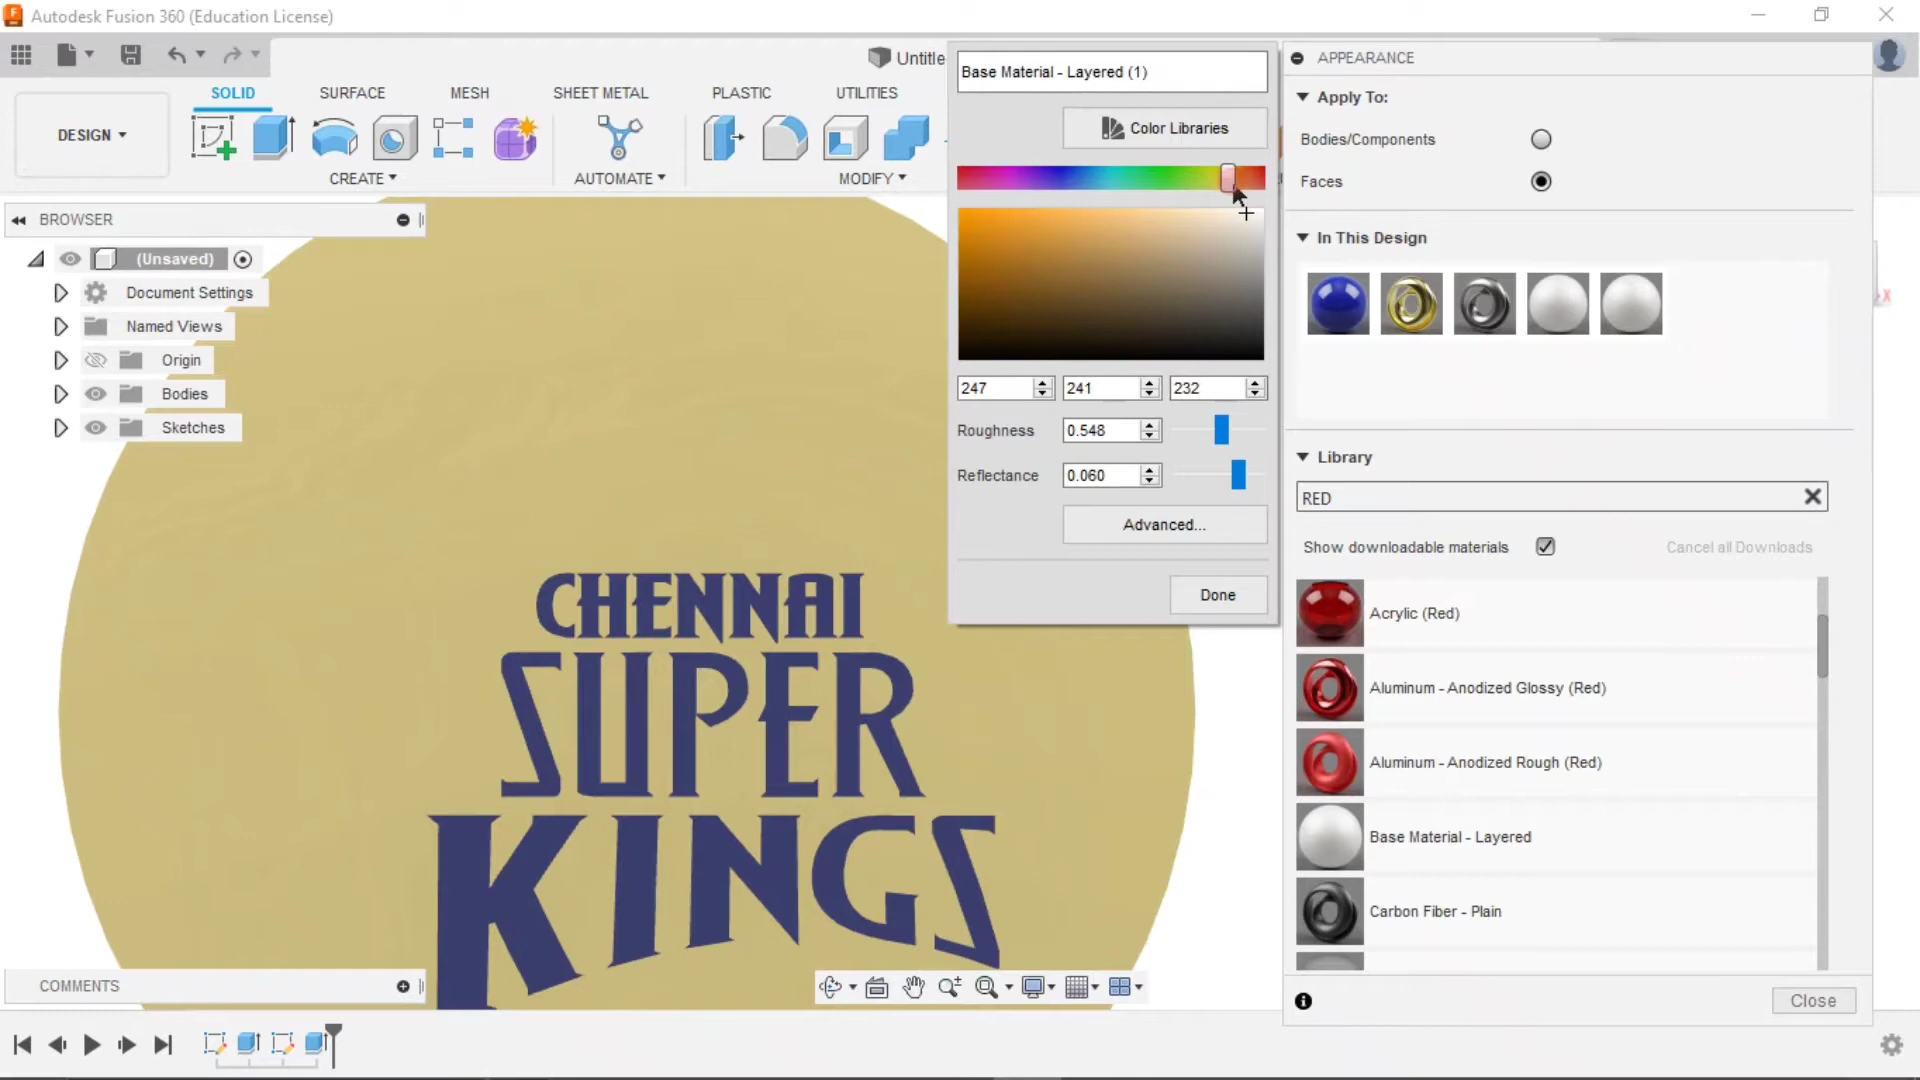 Autodesk Fusion 360 (Education License)
Untitle
DESIGN
SOLID
SURFACE
MESH
SHEET METAL
PLASTIC
UTILITIES
CREATE
AUTOMATE
MODIFY
BROWSER
(Unsaved)
Document Settings
Named Views
Origin
Bodies
Sketches
CHENNAI
SUPER
KINGS
Base Material - Layered (1)
Color Libraries
247 241 232
Roughness 0.548
Reflectance 0.060
Advanced...
Done
APPEARANCE
Apply To:
Bodies/Components
Faces
In This Design
Library
RED
Show downloadable materials
Cancel all Downloads
Acrylic (Red)
Aluminum - Anodized Glossy (Red)
Aluminum - Anodized Rough (Red)
Base Material - Layered
Carbon Fiber - Plain
Close
X
COMMENTS